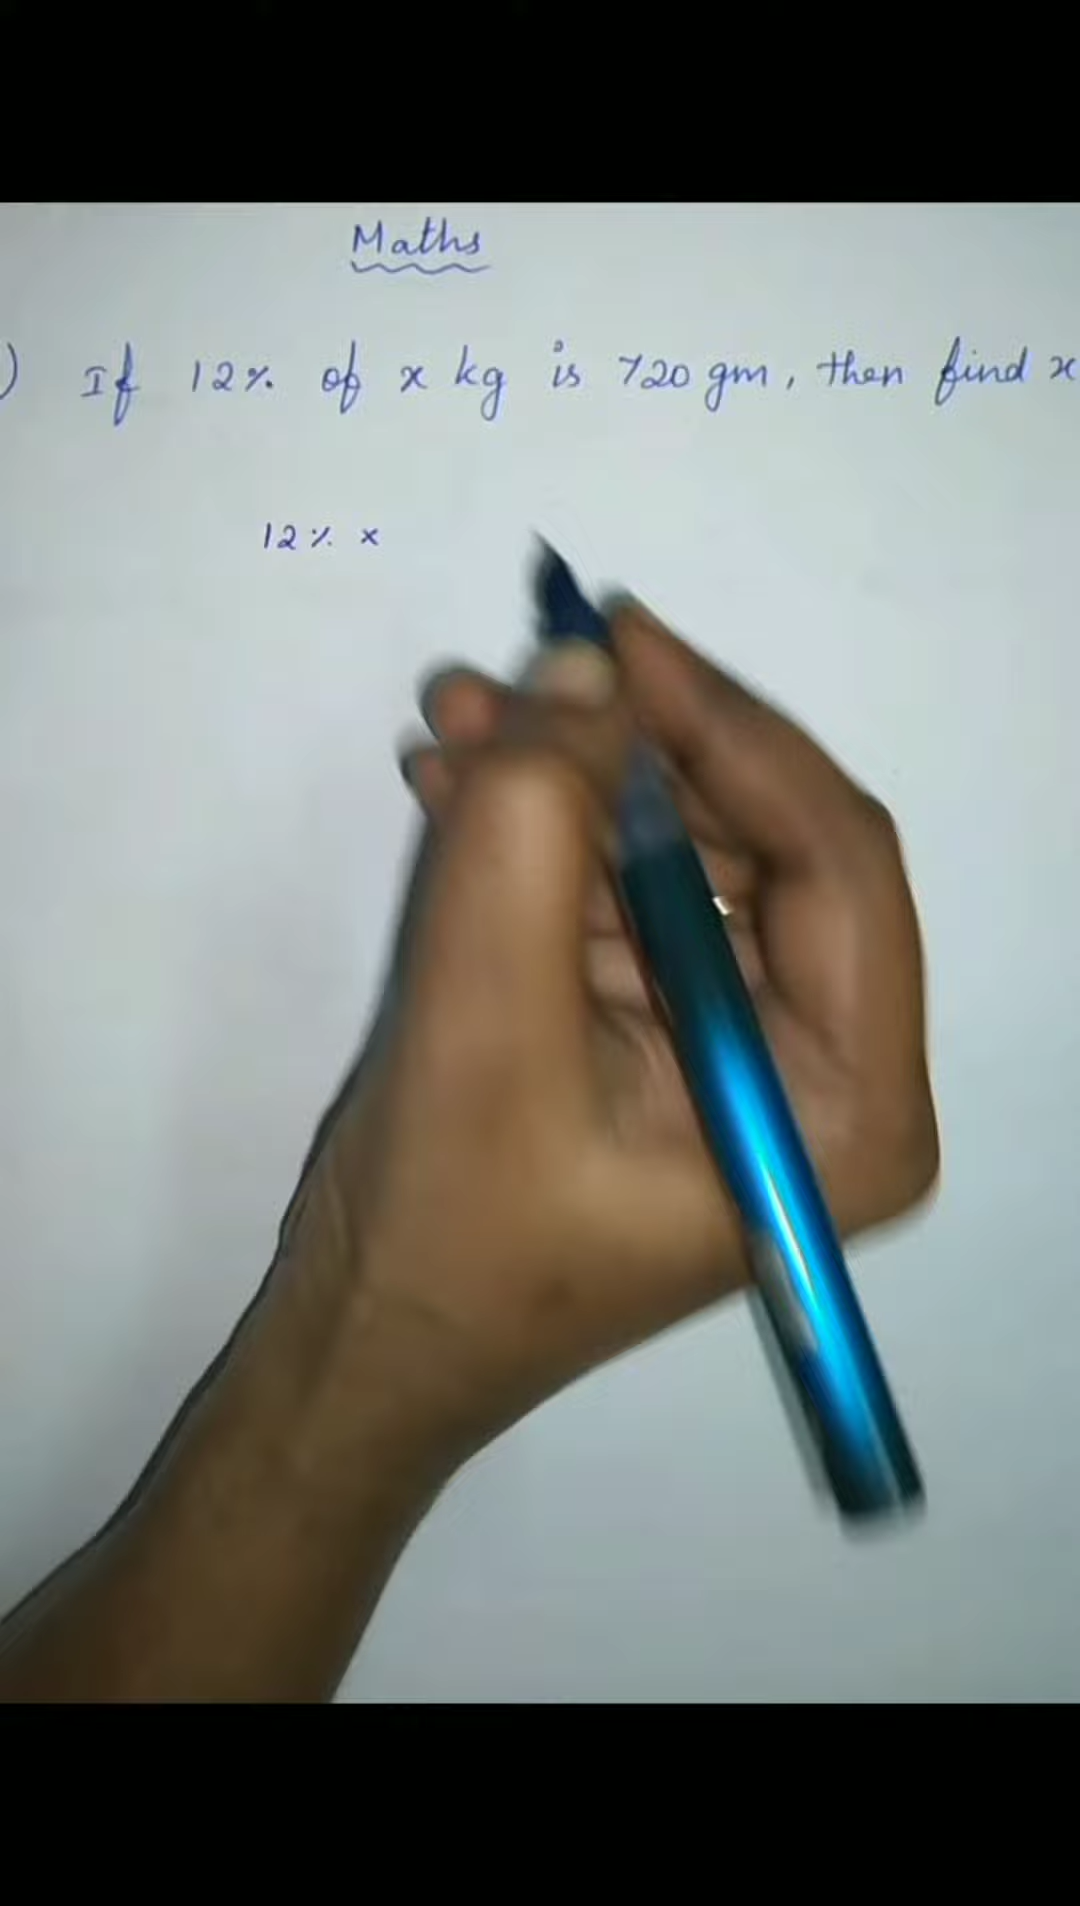 Maths
) If 12% of x kg is 720 gm, then find x
12% x